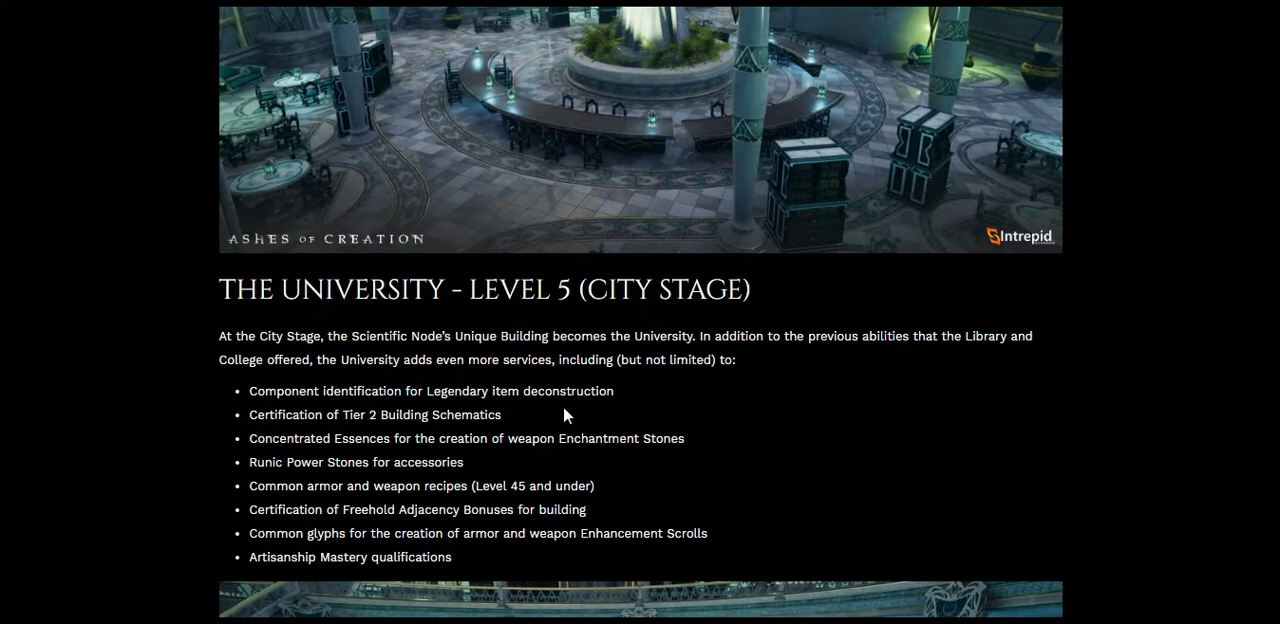 ASHES OF CREATION
Intrepid
THE UNIVERSITY - LEVEL 5 (CITY STAGE)
At the City Stage, the Scientific Node's Unique Building becomes the University. In addition to the previous abilities that the Library and
College offered, the University adds even more services, including (but not limited) to:
• Component identification for Legendary item deconstruction
• Certification of Tier 2 Building Schematics
• Concentrated Essences for the creation of weapon Enchantment Stones
• Runic Power Stones for accessories
• Common armor and weapon recipes (Level 45 and under)
• Certification of Freehold Adjacency Bonuses for building
• Common glyphs for the creation of armor and weapon Enhancement Scrolls
• Artisanship Mastery qualifications